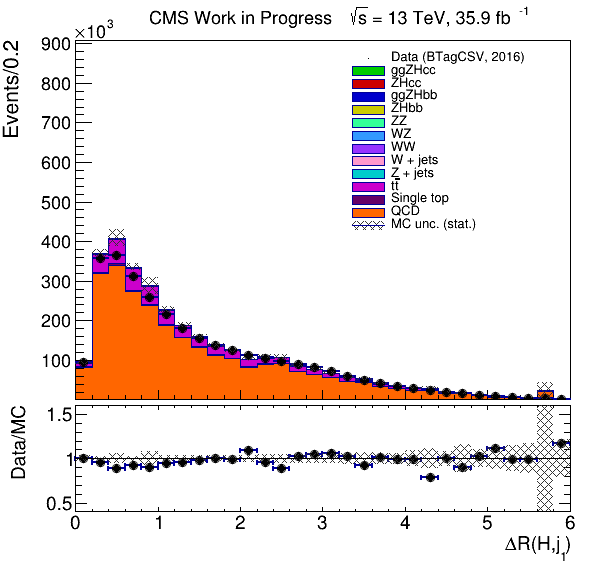 CMS Work in Progress √s = 13 TeV, 35.9 fb⁻¹
×10³
Events/0.2
900
800
700
600
500
400
300
200
100
Data (BTagCSV, 2016)
ggZHcc
ZHcc
ggZHbb
ZHbb
ZZ
WZ
WW
W + jets
Z + jets
tt̅
Single top
QCD
MC unc. (stat.)
Data/MC
1.5
1
0.5
0 1 2 3 4 5 6
ΔR(H,j₁)